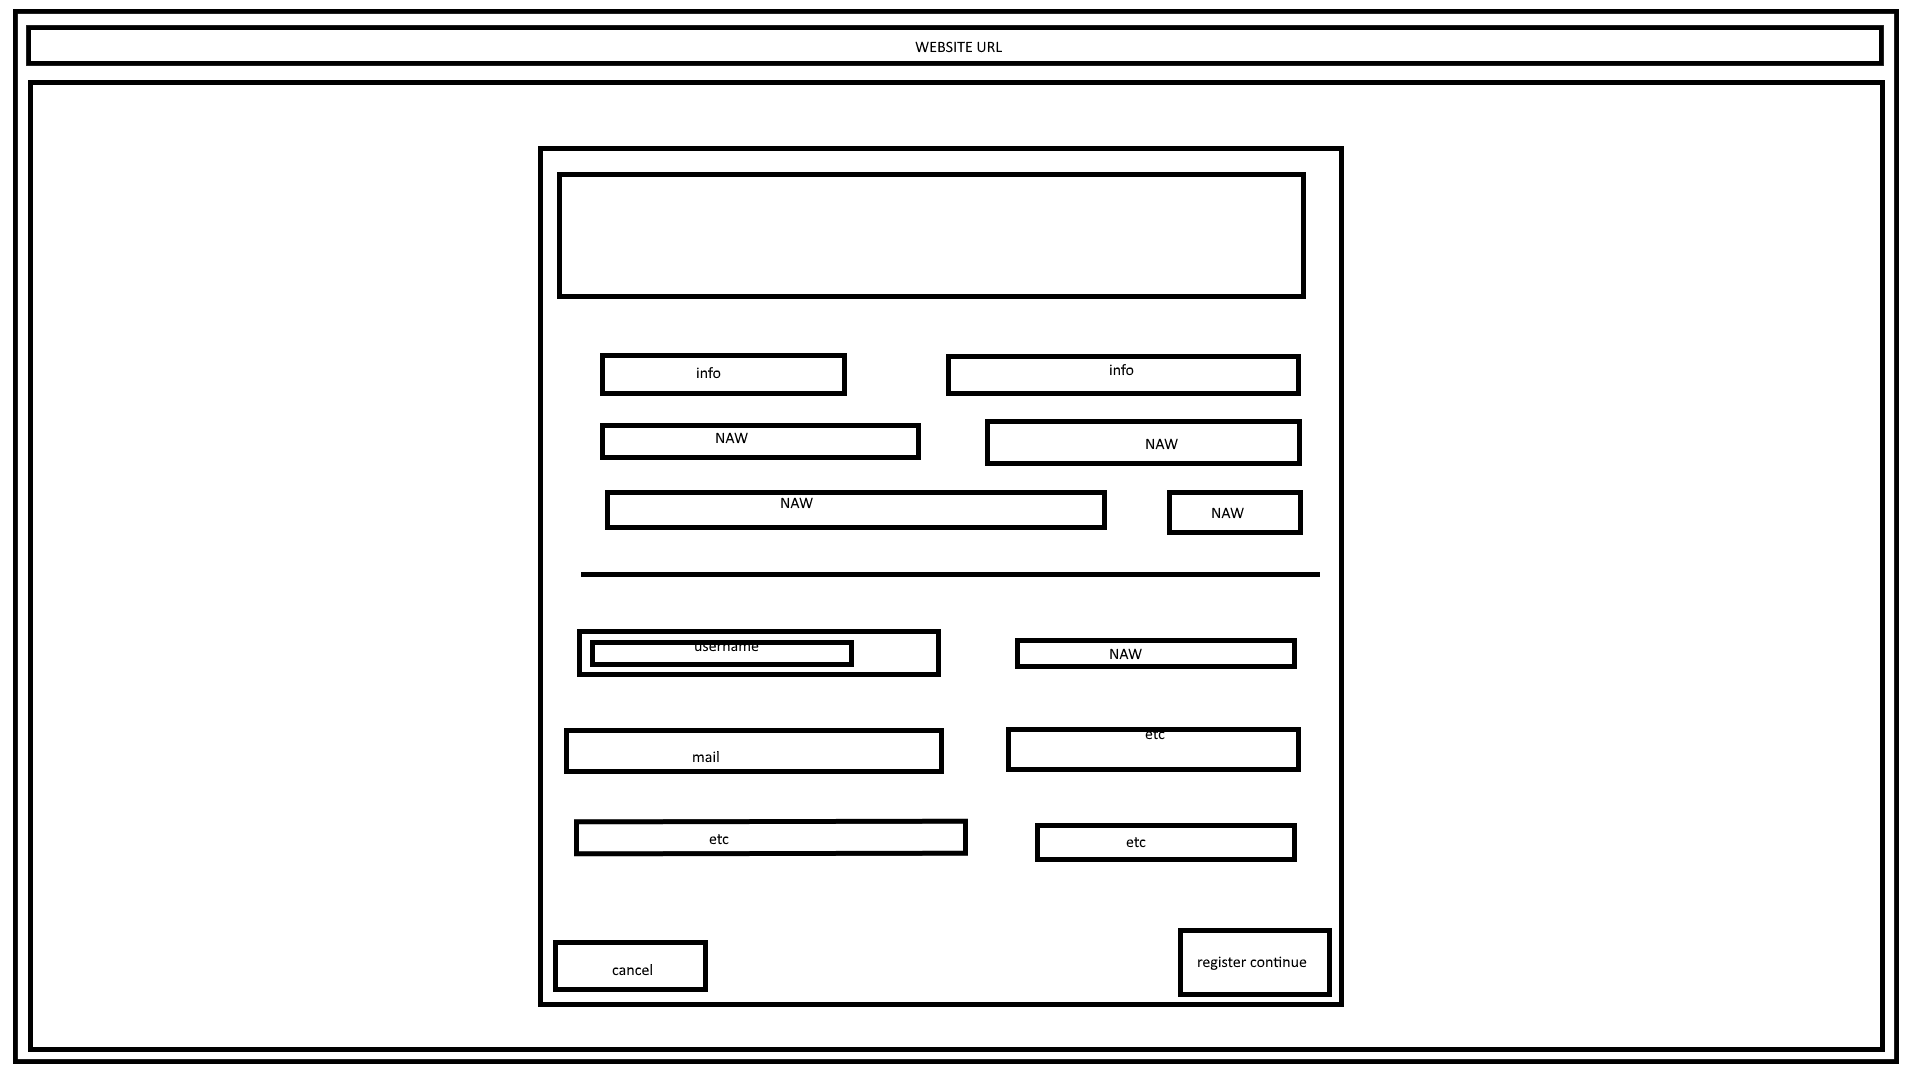 WEBSITE URL
info
info
NAW
NAW
NAW
NAW
username
NAW
mail
etc
etc
etc
cancel
register continue